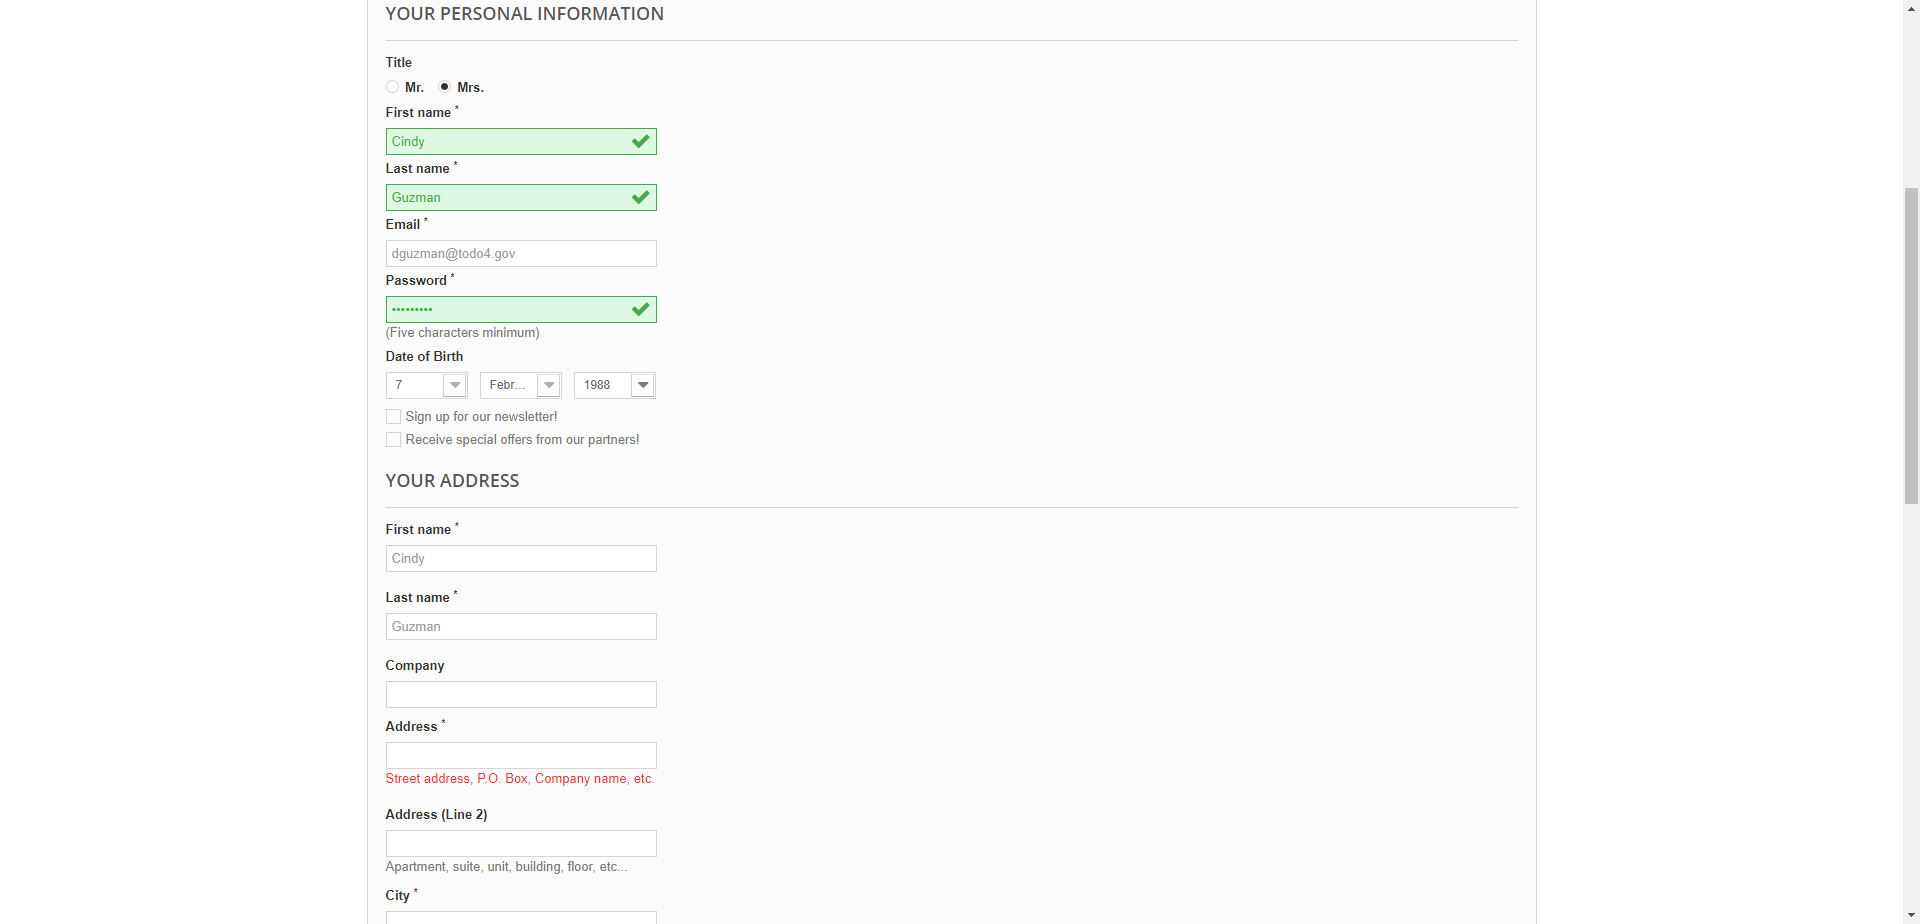 YOUR PERSONAL INFORMATION
Title
Mr. Mrs.
First name *
Cindy
Last name *
Guzman
Email *
dguzman@todo4.gov
Password *
•••••••••
(Five characters minimum)
Date of Birth
7 Febr... 1988
Sign up for our newsletter!
Receive special offers from our partners!
YOUR ADDRESS
First name *
Cindy
Last name *
Guzman
Company
Address *
Street address, P.O. Box, Company name, etc.
Address (Line 2)
Apartment, suite, unit, building, floor, etc...
City *